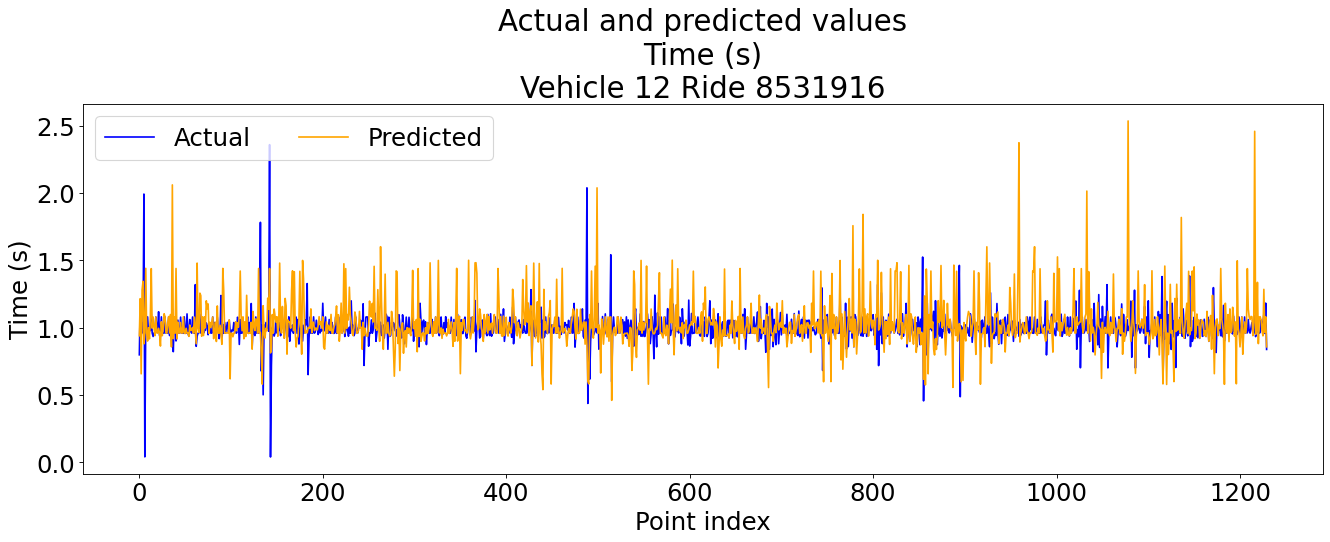 Actual and predicted values
Time (s)
Vehicle 12 Ride 8531916
Actual Predicted
2.5
2.0
1.5
1.0
0.5
0.0
Time (s)
0 200 400 600 800 1000 1200
Point index